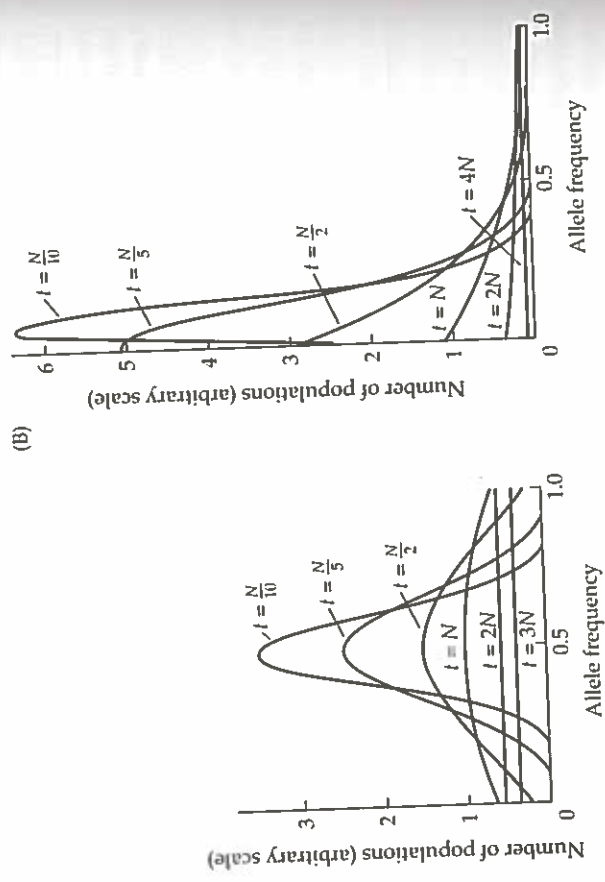 Number of populations (arbitrary scale)
3
2
1
0
t = N/10
t = N/5
t = N/2
t = N
t = 2N
t = 3N
0.5
1.0
Allele frequency
(B)
Number of populations (arbitrary scale)
6
5
4
3
2
1
0
t = N/10
t = N/5
t = N/2
t = N
t = 2N
t = 4N
0.5
1.0
Allele frequency